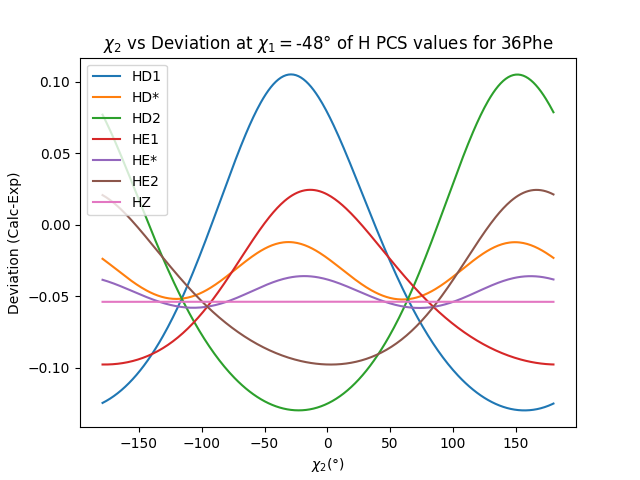 χ₂ vs Deviation at χ₁ = -48° of H PCS values for 36Phe
HD1
HD*
HD2
HE1
HE*
HE2
HZ
Deviation (Calc-Exp)
0.10
0.05
0.00
−0.05
−0.10
−150
−100
−50
0
50
100
150
χ₂(°)